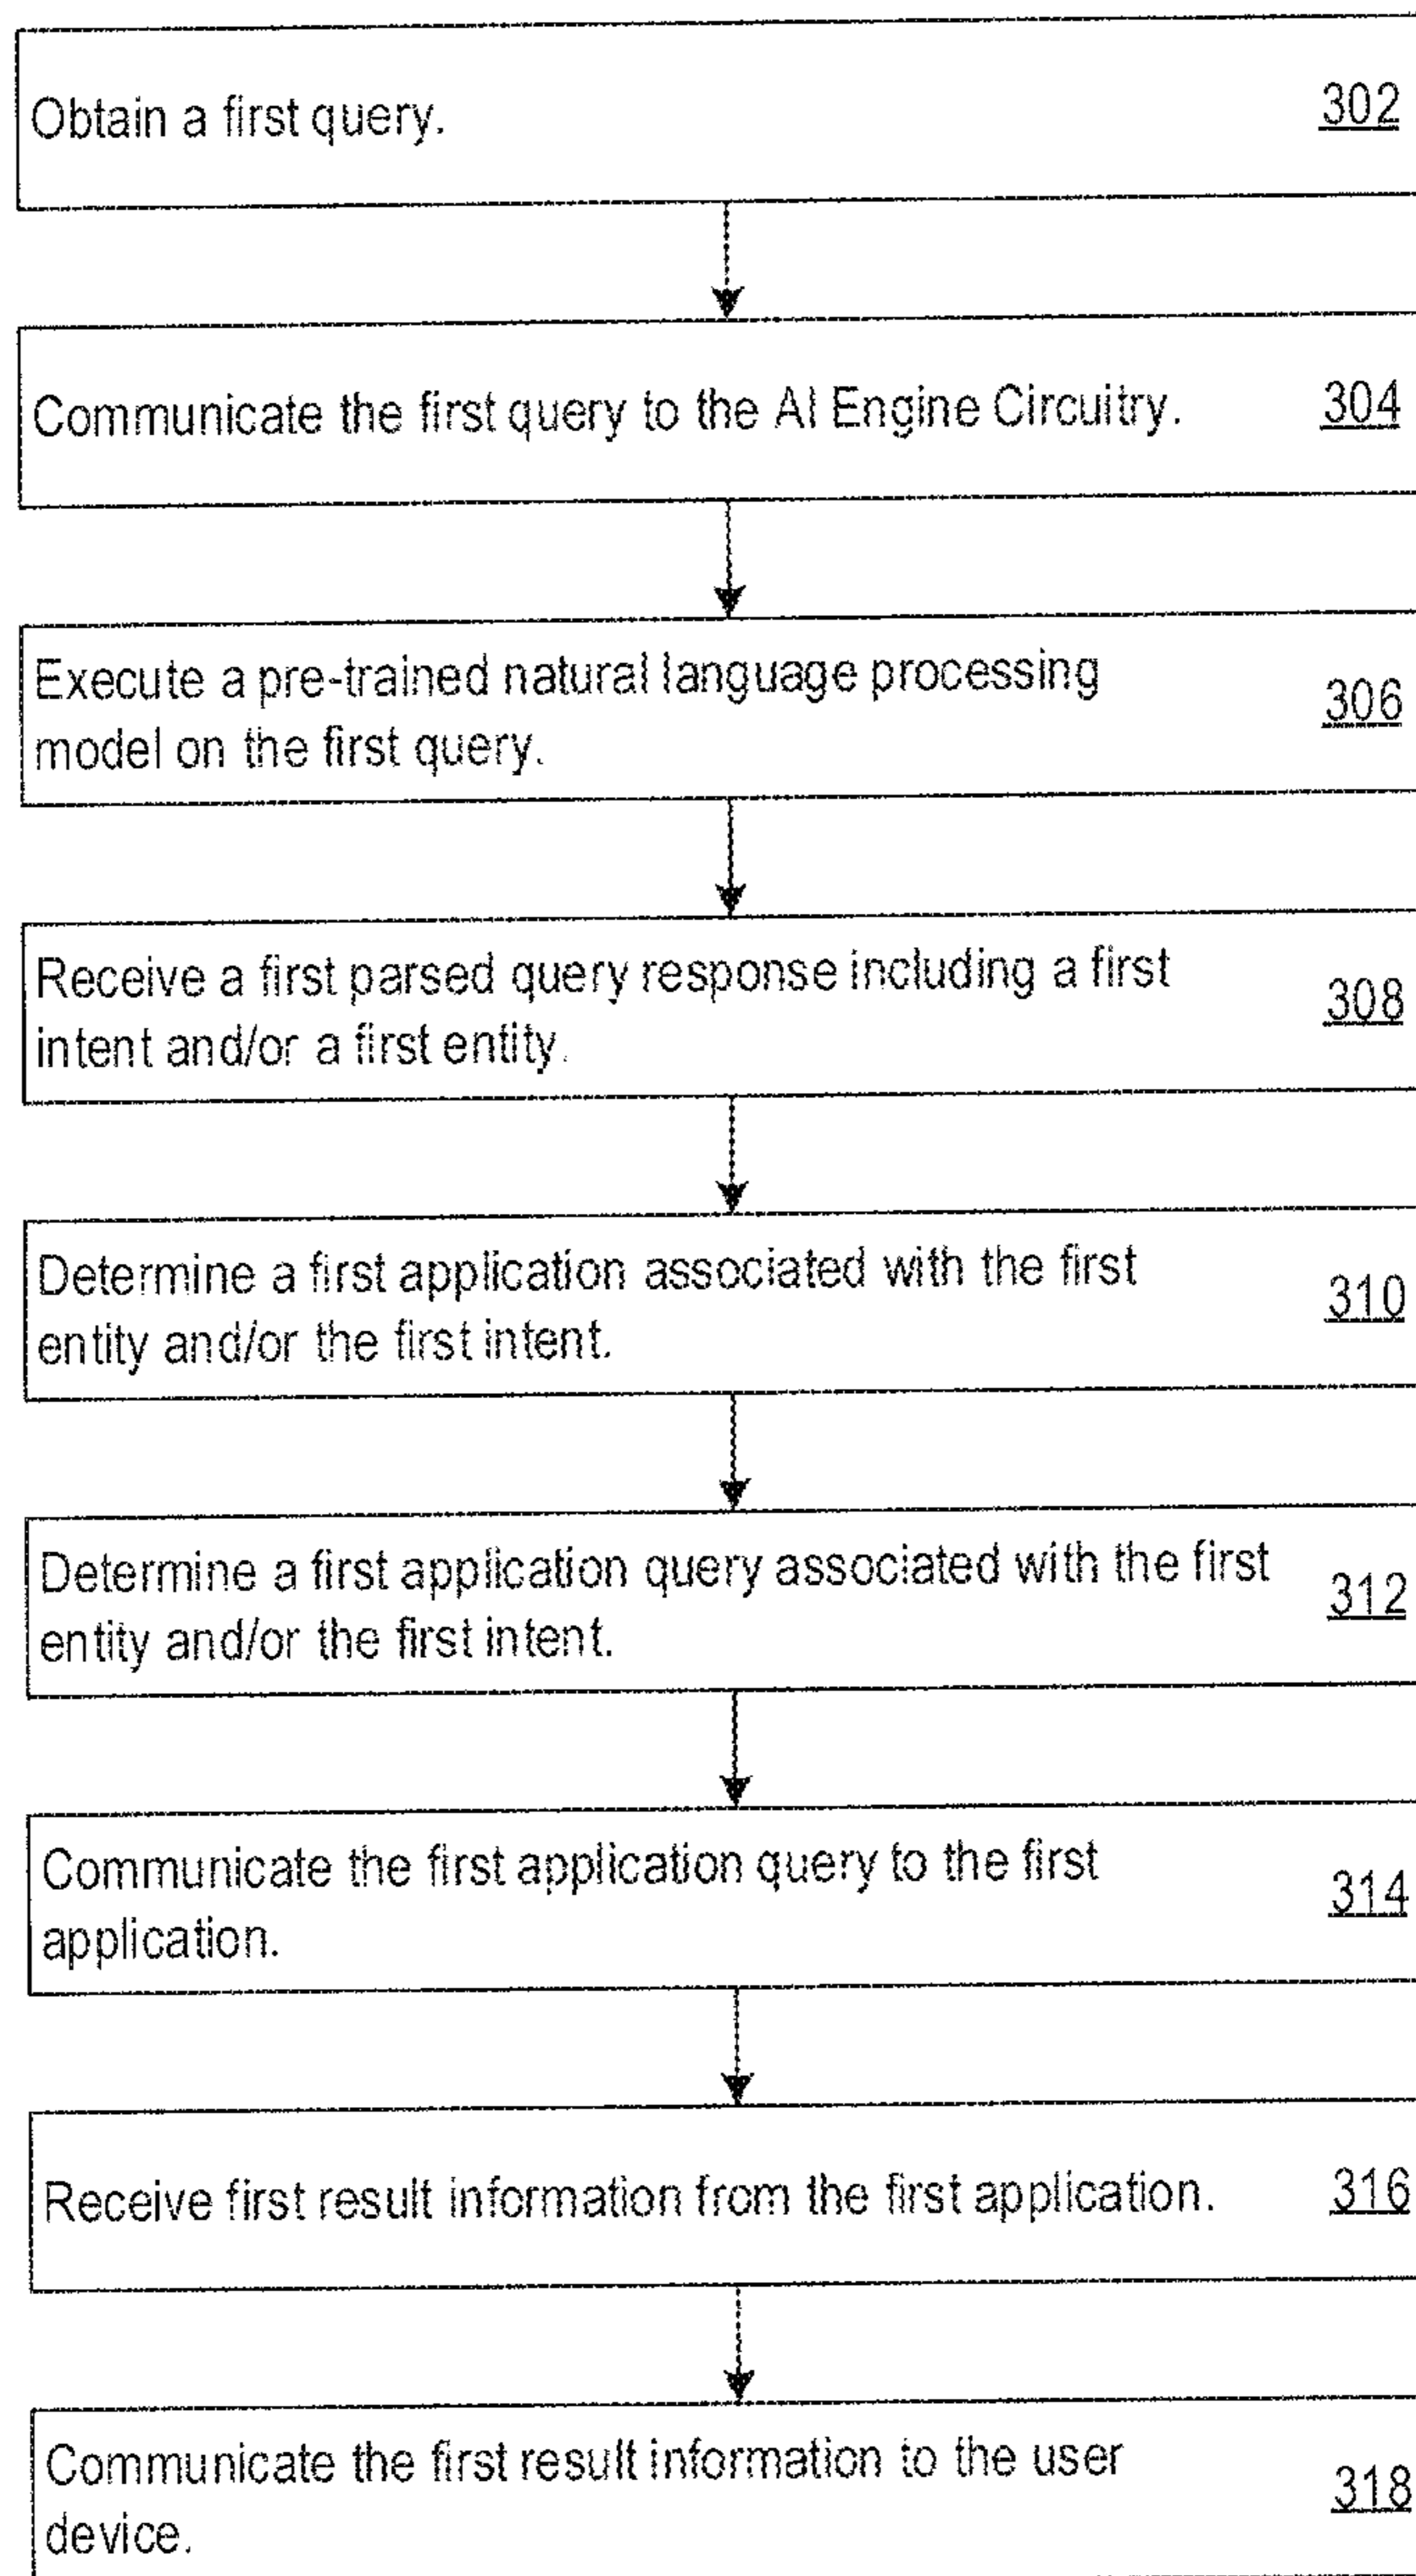 Obtain a first query.
302
Communicate the first query to the AI Engine Circuitry.
304
Execute a pre-trained natural language processing
model on the first query.
306
Receive a first parsed query response including a first
intent and/or a first entity.
308
Determine a first application associated with the first
entity and/or the first intent.
310
Determine a first application query associated with the first
entity and/or the first intent.
312
Communicate the first application query to the first
application.
314
Receive first result information from the first application.
316
Communicate the first result information to the user
device.
318